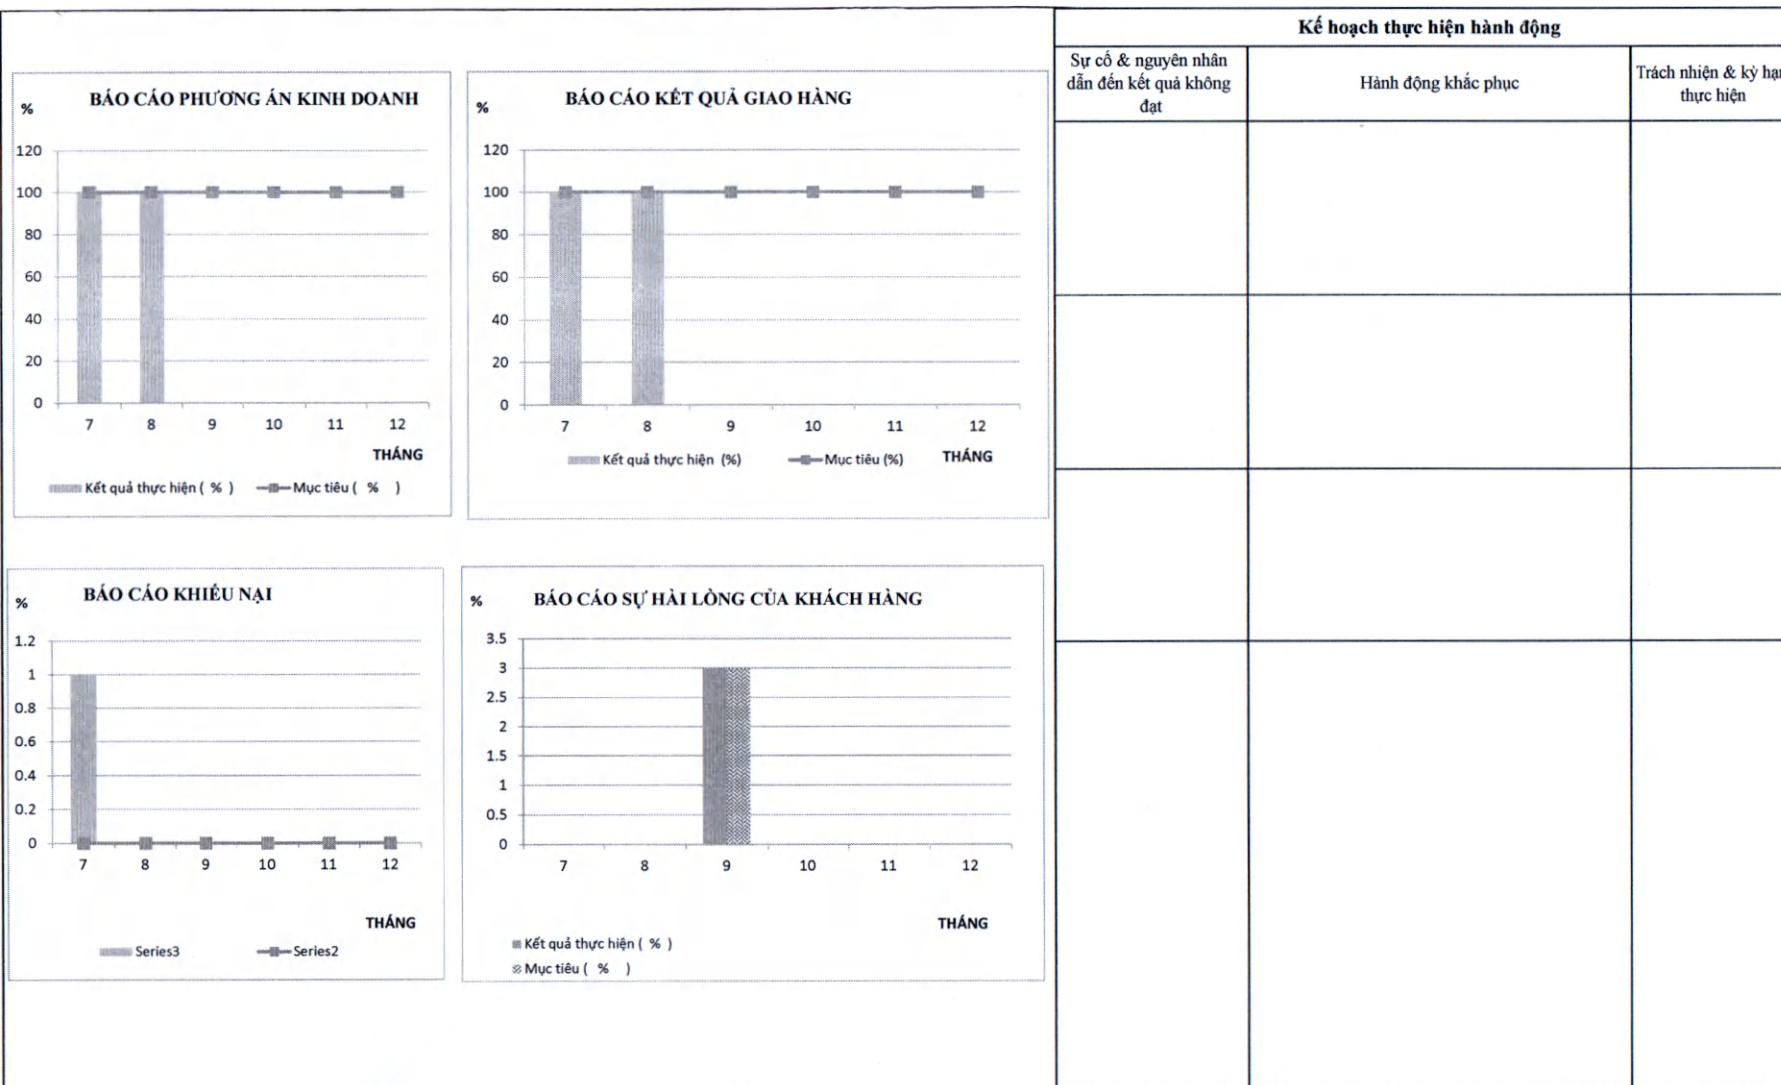 BÁO CÁO PHƯƠNG ÁN KINH DOANH
%
120
100
80
60
40
20
0
7 8 9 10 11 12
THÁNG
Kết quả thực hiện ( % ) Mục tiêu ( % )
BÁO CÁO KẾT QUẢ GIAO HÀNG
%
120
100
80
60
40
20
0
7 8 9 10 11 12
Kết quả thực hiện (%) Mục tiêu (%) THÁNG
BÁO CÁO KHIẾU NẠI
%
1.2
1
0.8
0.6
0.4
0.2
0
7 8 9 10 11 12
THÁNG
Series3 Series2
% BÁO CÁO SỰ HÀI LÒNG CỦA KHÁCH HÀNG
3.5
3
2.5
2
1.5
1
0.5
0
7 8 9 10 11 12
THÁNG
Kết quả thực hiện ( % )
Mục tiêu ( % )
Kế hoạch thực hiện hành động
Sự cố & nguyên nhân
dẫn đến kết quả không
đạt
Hành động khắc phục
Trách nhiện & kỳ hạn
thực hiện